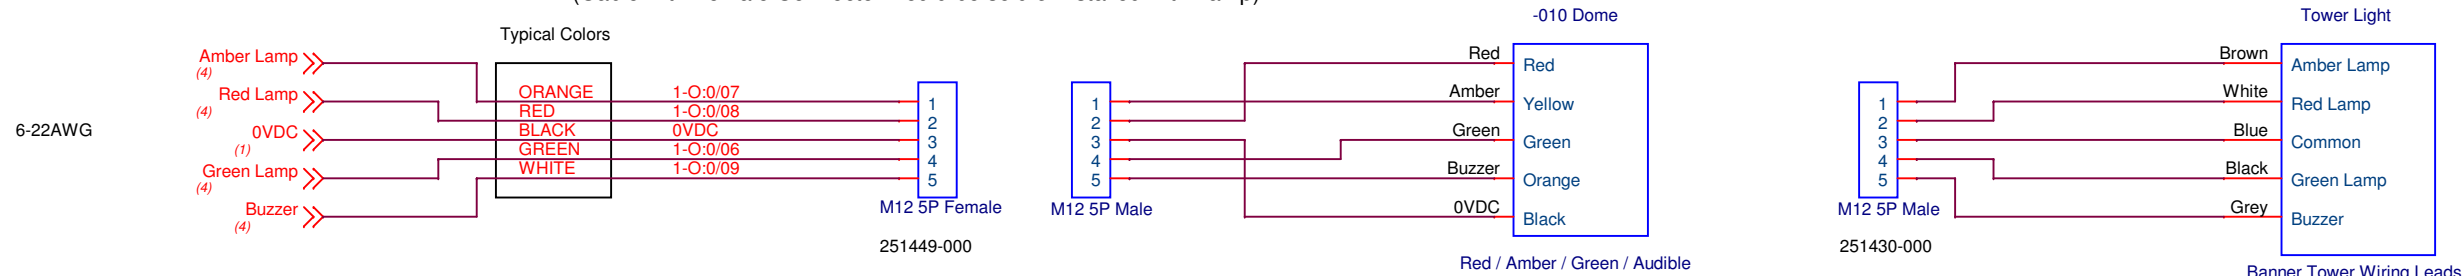 -010 Dome
Tower Light
Typical Colors
Amber Lamp
(4)
Red Lamp
(4)
0VDC
(1)
Green Lamp
(4)
Buzzer
(4)
6-22AWG
ORANGE 1-O:0/07
RED 1-O:0/08
BLACK 0VDC
GREEN 1-O:0/06
WHITE 1-O:0/09
1
2
3
4
5
M12 5P Female
251449-000
1
2
3
4
5
M12 5P Male
Red Red
Amber Yellow
Green Green
Buzzer Orange
0VDC Black
Red / Amber / Green / Audible
1
2
3
4
5
M12 5P Male
251430-000
Brown Amber Lamp
White Red Lamp
Blue Common
Black Green Lamp
Grey Buzzer
Banner Tower Wiring Leads